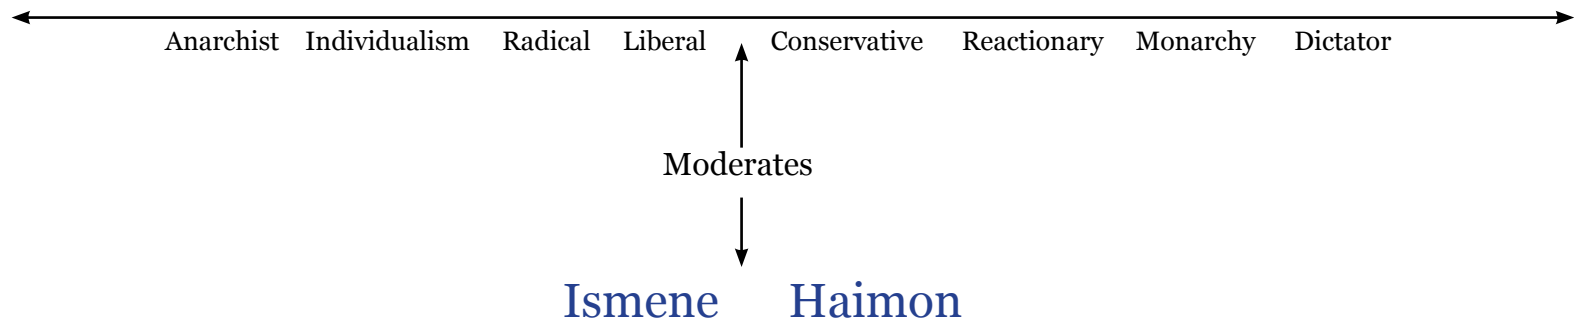 Anarchist Individualism Radical Liberal Conservative Reactionary Monarchy Dictator
Moderates
Ismene Haimon